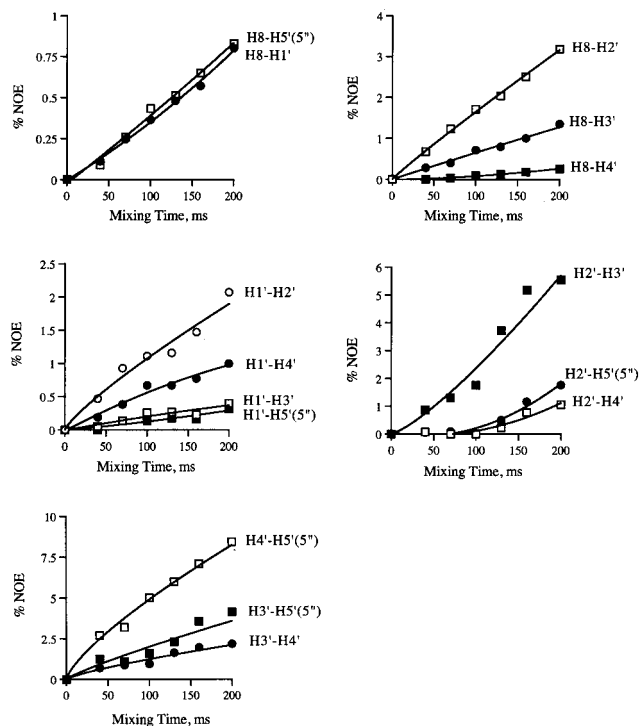 1
0.75
0.5
0.25
0
% NOE
0 50 100 150 200
Mixing Time, ms
H8-H5'(5")
H8-H1'
4
3
2
1
0
% NOE
0 50 100 150 200
Mixing Time, ms
H8-H2'
H8-H3'
H8-H4'
2.5
2
1.5
1
0.5
0
% NOE
0 50 100 150 200
Mixing Time, ms
H1'-H2'
H1'-H4'
H1'-H3'
H1'-H5'(5")
6
5
4
3
2
1
0
% NOE
0 50 100 150 200
Mixing Time, ms
H2'-H3'
H2'-H5'(5")
H2'-H4'
10
7.5
5
2.5
0
% NOE
0 50 100 150 200
Mixing Time, ms
H4'-H5'(5")
H3'-H5'(5")
H3'-H4'